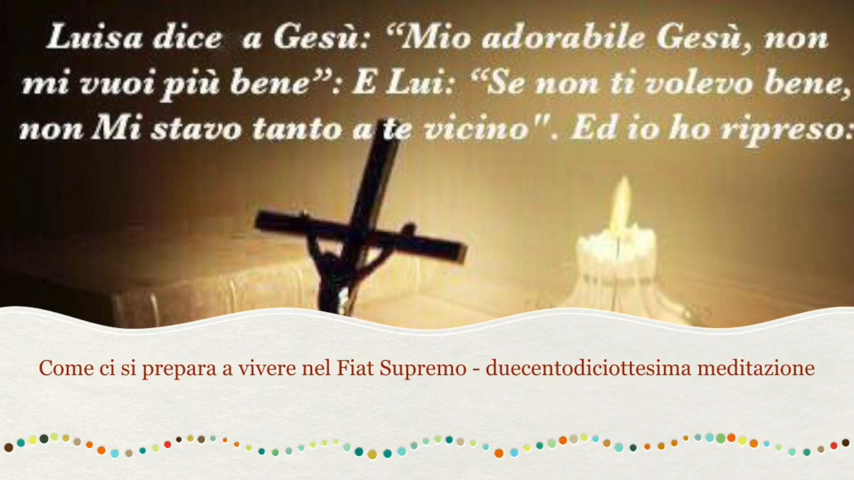 Luisa dice a Gesù: “Mio adorabile Gesù, non
mi vuoi più bene”: E Lui: “Se non ti volevo bene,
non Mi stavo tanto a te vicino". Ed io ho ripreso:
Come ci si prepara a vivere nel Fiat Supremo - duecentodiciottesima meditazione